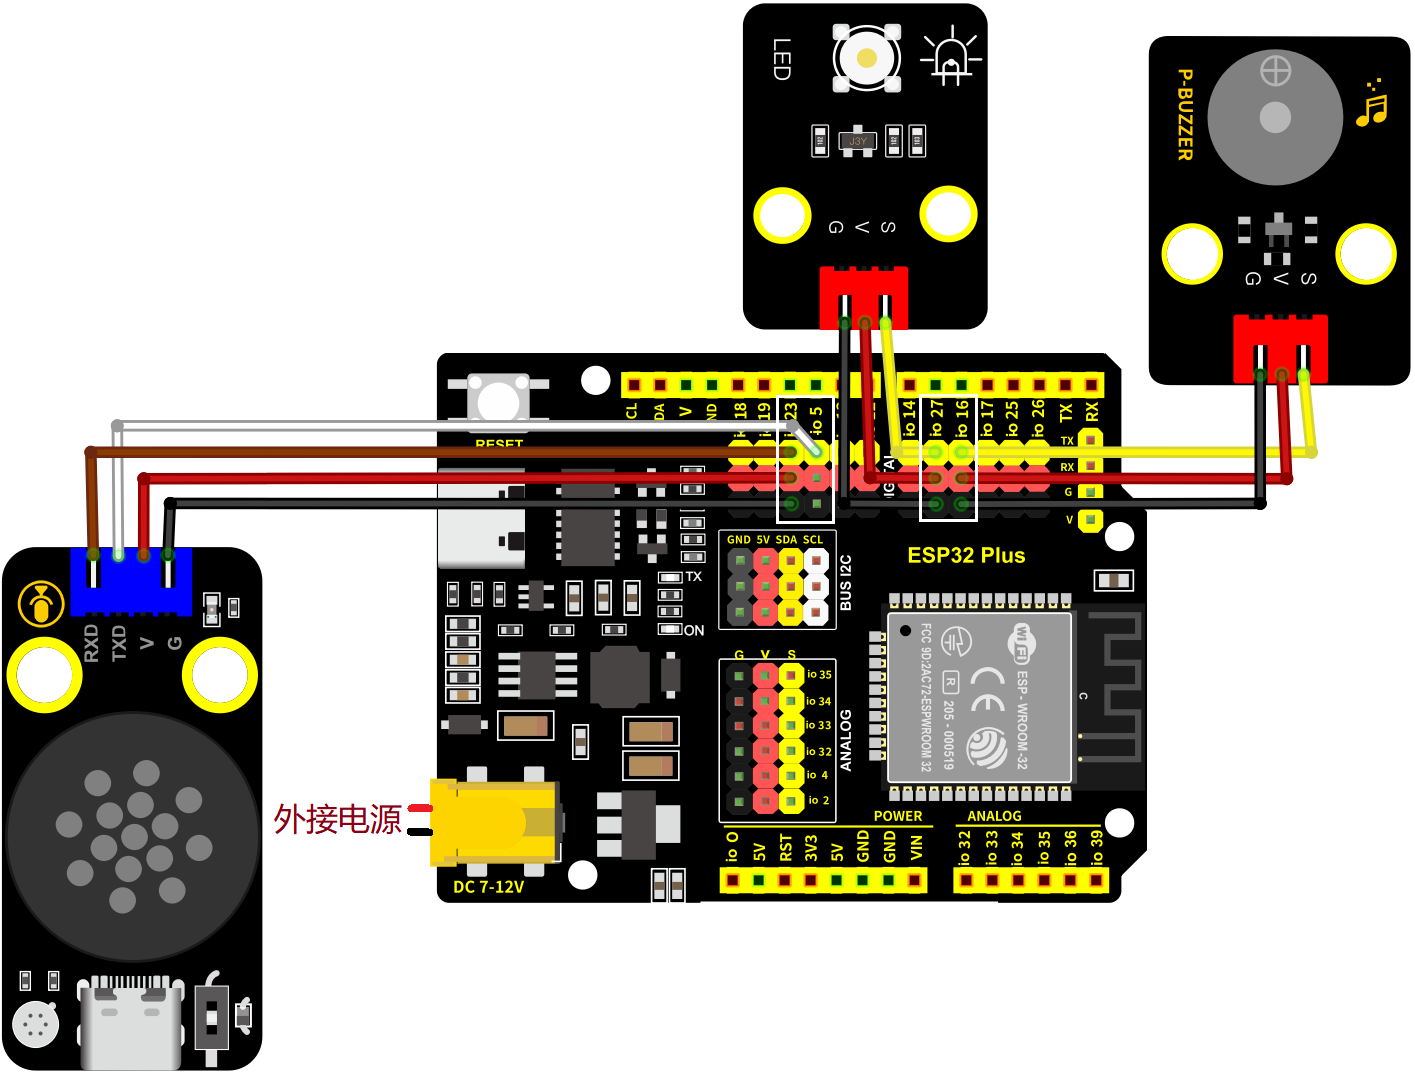 LED
J3Y
G
V
S
P-BUZZER
G
V
S
RESET
V
io 18
io 19
io 5
io 14
io 27
io 16
io 17
io 25
io 26
TX
RX
TX
RX
G
V
ESP32 Plus
GND 5V SDA SCL
BUS I2C
TX
ON
RXD
TXD
V
G
G V S
io 35
io 34
io 33
io 32
io 4
io 2
ANALOG
FCC 9D:2AC72-ESPWROOM 32
R
205 - 000519
CE
WiFi
ESP - WROOM -32
C
外接电源
DC 7-12V
POWER
io 0
5V
RST
3V3
5V
GND
GND
VIN
ANALOG
io 32
io 33
io 34
io 35
io 36
io 39